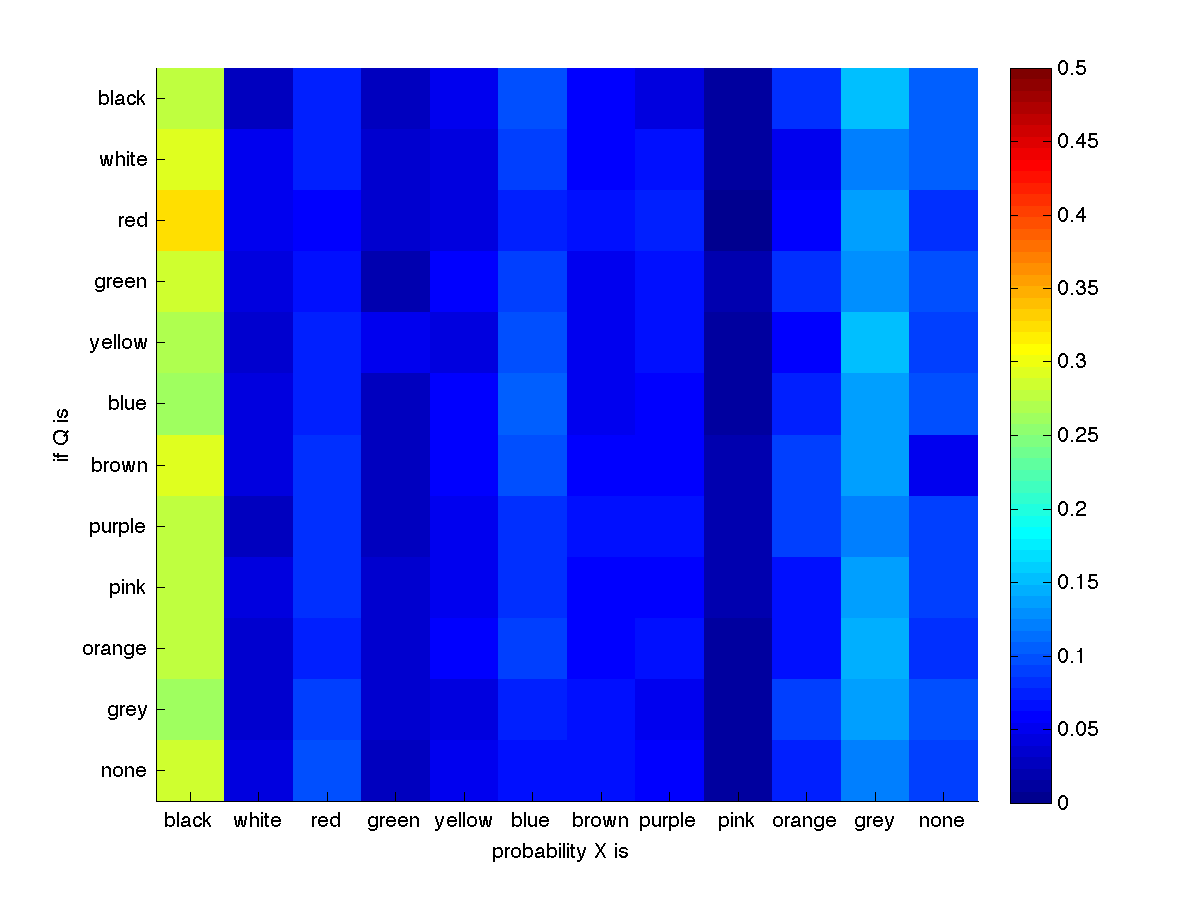 black
white
red
green
yellow
blue
brown
purple
pink
orange
grey
none
if Q is
black white red green yellow blue brown purple pink orange grey none
probability X is
0.5
0.45
0.4
0.35
0.3
0.25
0.2
0.15
0.1
0.05
0